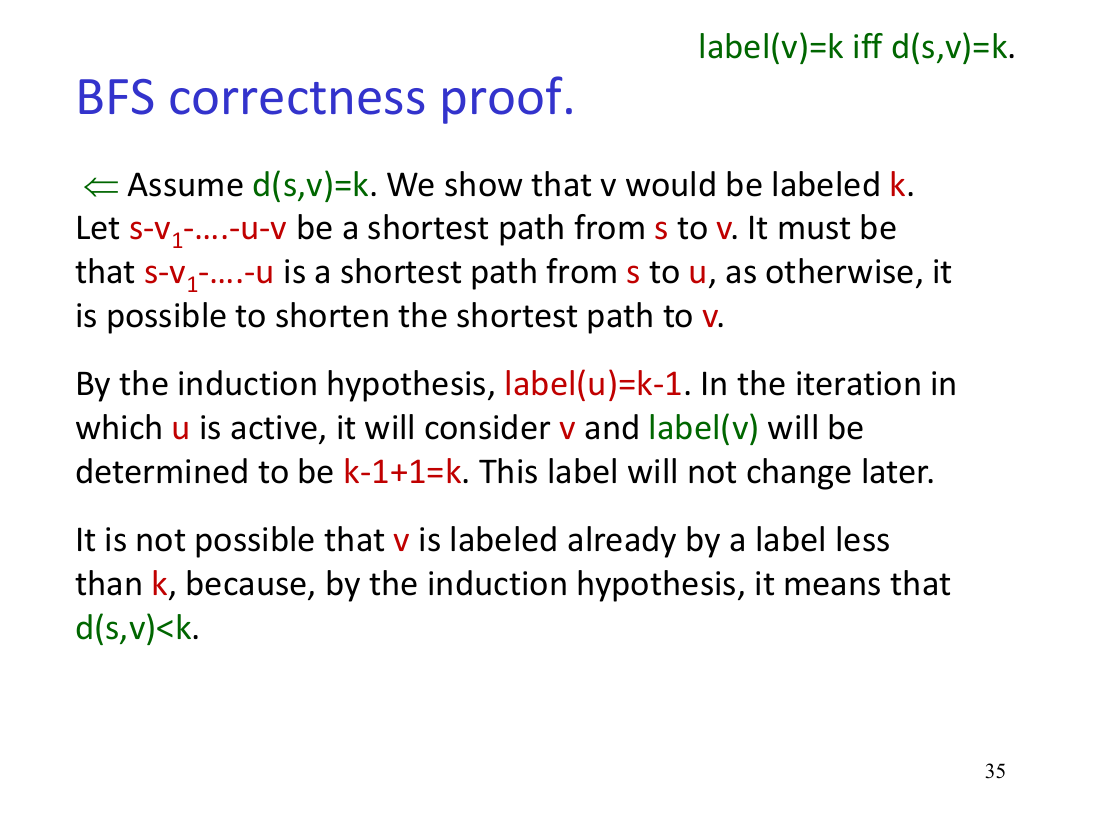 label(v)=k iff d(s,v)=k.
BFS correctness proof.
⇐ Assume d(s,v)=k. We show that v would be labeled k.
Let s-v₁-….-u-v be a shortest path from s to v. It must be
that s-v₁-….-u is a shortest path from s to u, as otherwise, it
is possible to shorten the shortest path to v.
By the induction hypothesis, label(u)=k-1. In the iteration in
which u is active, it will consider v and label(v) will be
determined to be k-1+1=k. This label will not change later.
It is not possible that v is labeled already by a label less
than k, because, by the induction hypothesis, it means that
d(s,v)<k.
35